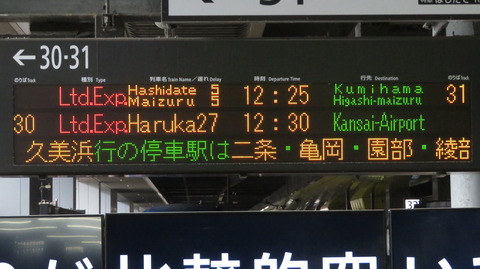 ← 30·31
のりば Track 種別 Type 列車名 Train Name / 遅れ Delay 時刻 Departure Time 行先 Destination のりば Track
Ltd.Exp. Hashidate 5 12:25 Kumihama 31
Maizuru 5 Higashi-maizuru
30 Ltd.Exp. Haruka27 12:30 Kansai-Airport
久美浜行の停車駅は二条・亀岡・園部・綾部